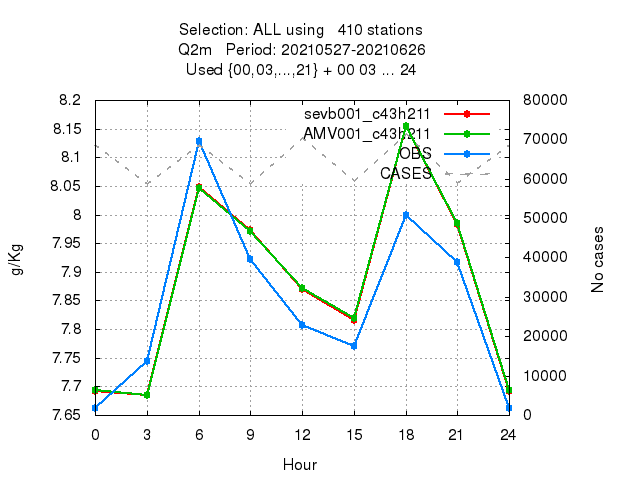 Selection: ALL using   410 stations
Q2m   Period: 20210527-20210626
Used {00,03,...,21} + 00 03 ... 24
sevb001_c43h211
AMV001_c43h211
OBS
CASES
8.2
8.15
8.1
8.05
8
7.95
7.9
7.85
7.8
7.75
7.7
7.65
g/Kg
80000
70000
60000
50000
40000
30000
20000
10000
0
No cases
0 3 6 9 12 15 18 21 24
Hour